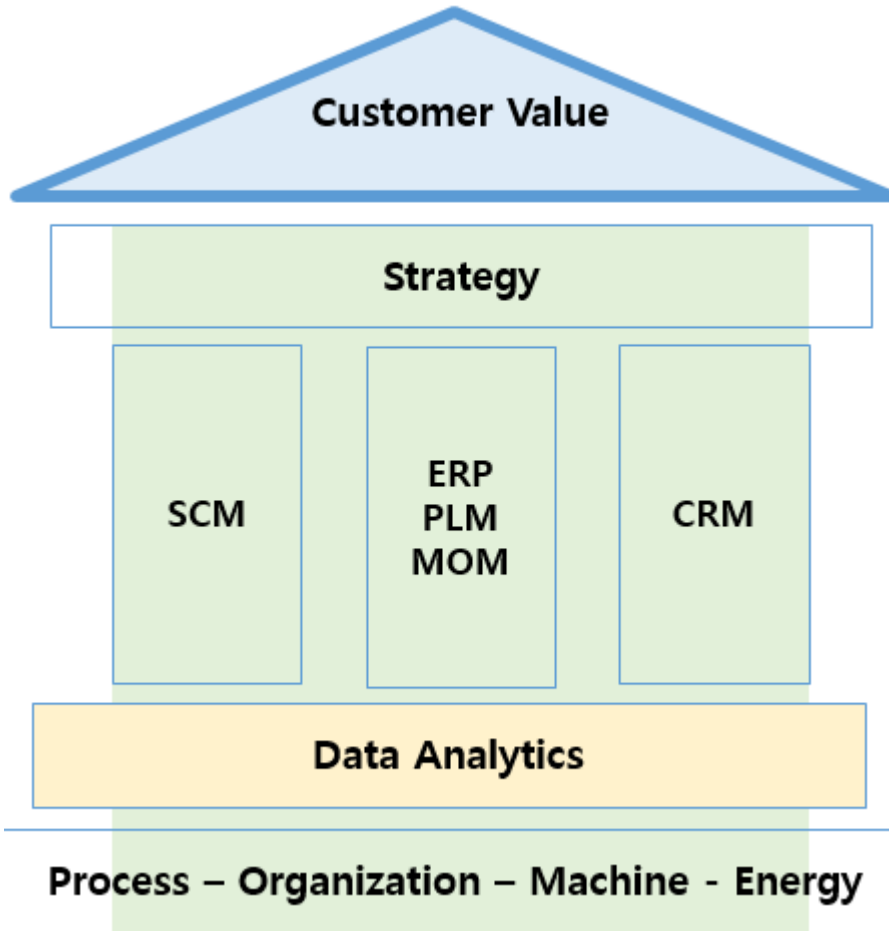 Customer Value
Strategy
SCM
ERP
PLM
MOM
CRM
Data Analytics
Process – Organization – Machine - Energy